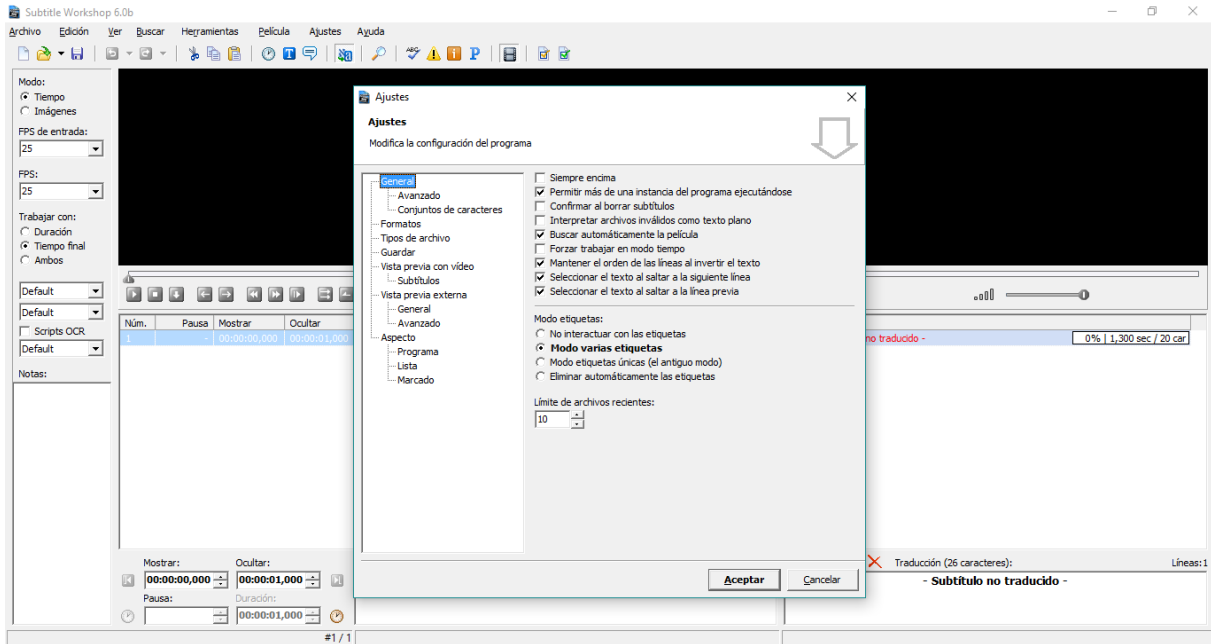 Subtitle Workshop 6.0b
Archivo Edición Ver Buscar Herramientas Película Ajustes Ayuda
ABC P
Modo:
Tiempo
Imágenes
FPS de entrada:
25
FPS:
25
Trabajar con:
Duración
Tiempo final
Ambos
Default
Default
Scripts OCR
Default
Notas:
Núm. Pausa Mostrar Ocultar
1 - 00:00:00,000 00:00:01,000
Ajustes
Ajustes
Modifica la configuración del programa
General
Avanzado
Conjuntos de caracteres
Formatos
Tipos de archivo
Guardar
Vista previa con vídeo
Subtítulos
Vista previa externa
General
Avanzado
Aspecto
Programa
Lista
Marcado
Siempre encima
Permitir más de una instancia del programa ejecutándose
Confirmar al borrar subtítulos
Interpretar archivos inválidos como texto plano
Buscar automáticamente la película
Forzar trabajar en modo tiempo
Mantener el orden de las líneas al invertir el texto
Seleccionar el texto al saltar a la siguiente línea
Seleccionar el texto al saltar a la línea previa
Modo etiquetas:
No interactuar con las etiquetas
Modo varias etiquetas
Modo etiquetas únicas (el antiguo modo)
Eliminar automáticamente las etiquetas
Límite de archivos recientes:
10
Aceptar Cancelar
no traducido -
0% | 1,300 sec / 20 car
Mostrar: Ocultar:
00:00:00,000 00:00:01,000
Pausa: Duración:
00:00:01,000
Traducción (26 caracteres): Líneas:1
- Subtítulo no traducido -
#1 / 1